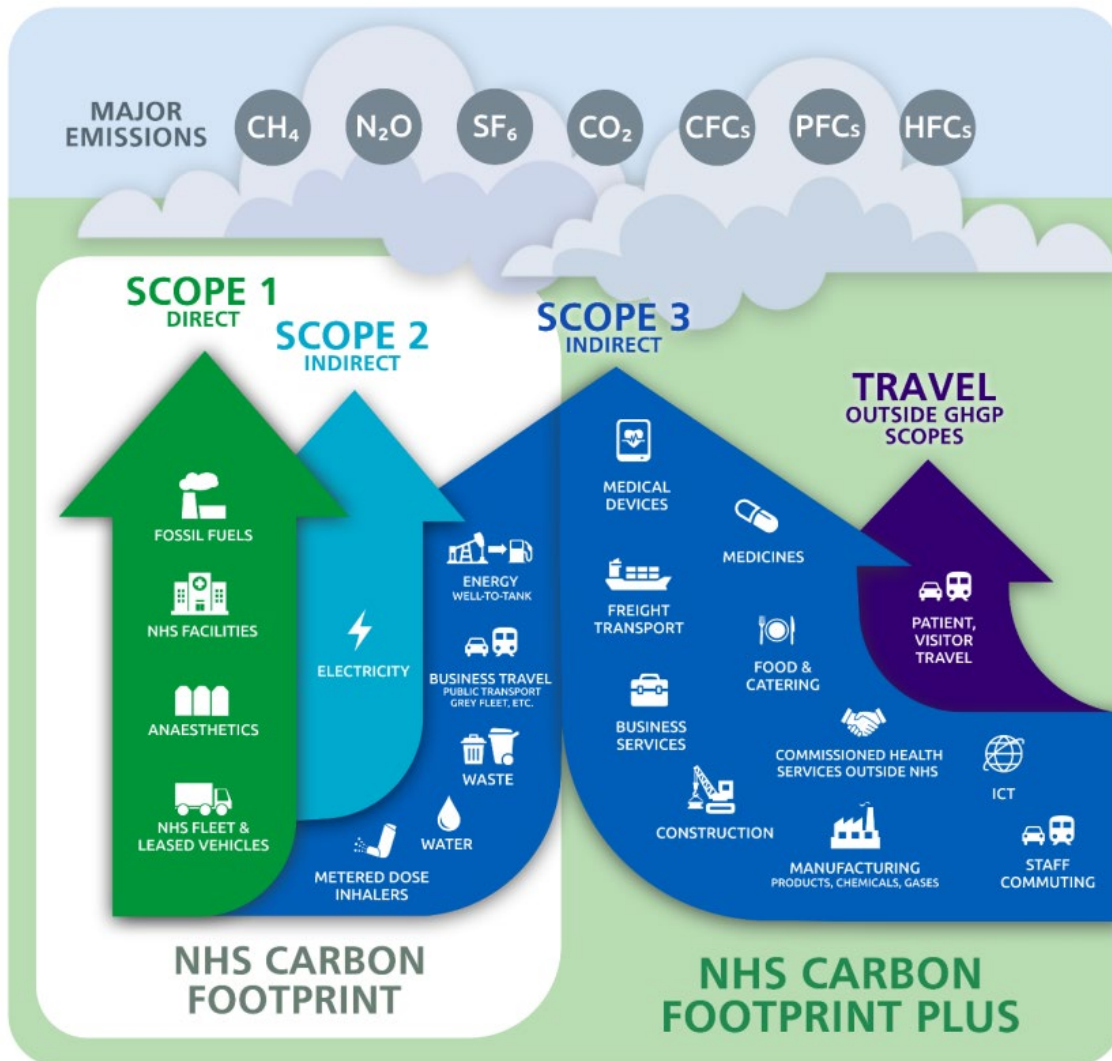 MAJOR
EMISSIONS
CH₄
N₂O
SF₆
CO₂
CFCs
PFCs
HFCs
SCOPE 1
DIRECT
SCOPE 2
INDIRECT
SCOPE 3
INDIRECT
TRAVEL
OUTSIDE GHGP
SCOPES
FOSSIL FUELS
NHS FACILITIES
ANAESTHETICS
NHS FLEET &
LEASED VEHICLES
ELECTRICITY
ENERGY
WELL-TO-TANK
BUSINESS TRAVEL
PUBLIC TRANSPORT
GREY FLEET, ETC.
WASTE
WATER
METERED DOSE
INHALERS
MEDICAL
DEVICES
MEDICINES
FREIGHT
TRANSPORT
FOOD &
CATERING
BUSINESS
SERVICES
COMMISSIONED HEALTH
SERVICES OUTSIDE NHS
CONSTRUCTION
MANUFACTURING
PRODUCTS, CHEMICALS, GASES
ICT
STAFF
COMMUTING
PATIENT,
VISITOR
TRAVEL
NHS CARBON
FOOTPRINT
NHS CARBON
FOOTPRINT PLUS